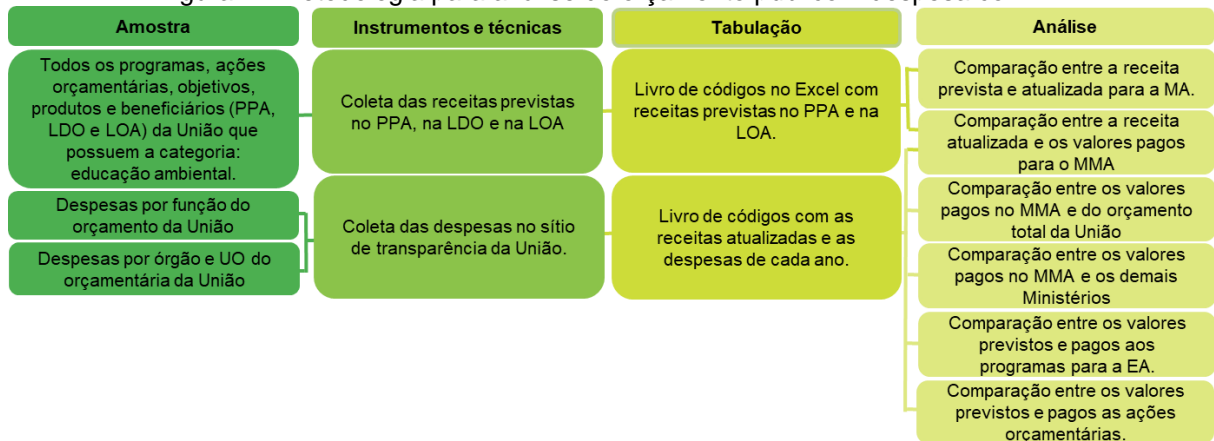 Amostra
Todos os programas, ações
orçamentárias, objetivos,
produtos e beneficiários (PPA,
LDO e LOA) da União que
possuem a categoria:
educação ambiental.
Despesas por função do
orçamento da União
Despesas por órgão e UO do
orçamentária da União
Instrumentos e técnicas
Coleta das receitas previstas
no PPA, na LDO e na LOA
Coleta das despesas no sítio
de transparência da União.
Tabulação
Livro de códigos no Excel com
receitas previstas no PPA e na
LOA.
Livro de códigos com as
receitas atualizadas e as
despesas de cada ano.
Análise
Comparação entre a receita
prevista e atualizada para a MA.
Comparação entre a receita
atualizada e os valores pagos
para o MMA
Comparação entre os valores
pagos no MMA e do orçamento
total da União
Comparação entre os valores
pagos no MMA e os demais
Ministérios
Comparação entre os valores
previstos e pagos aos
programas para a EA.
Comparação entre os valores
previstos e pagos as ações
orçamentárias.